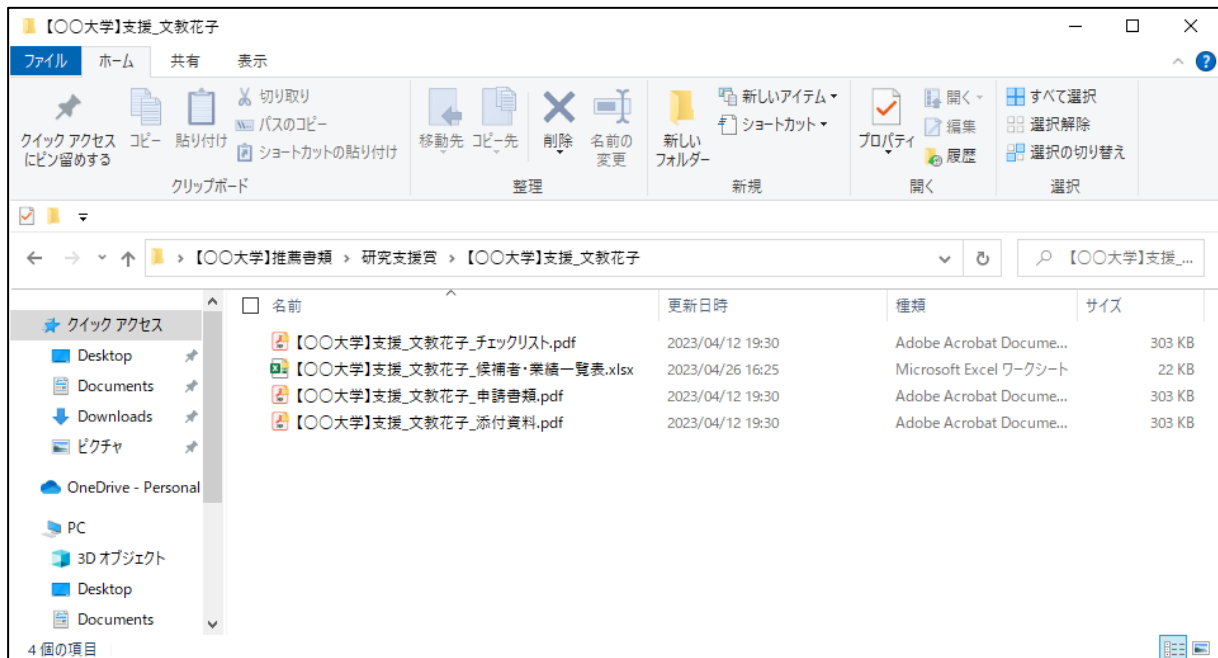 【〇〇大学】支援_文教花子
ファイル ホーム 共有 表示
クイック アクセス
にピン留めする
コピー
貼り付け
切り取り
パスのコピー
ショートカットの貼り付け
クリップボード
移動先 コピー先 削除 名前の
変更
整理
新しい
フォルダー
新しいアイテム
ショートカット
新規
プロパティ
開く
編集
履歴
開く
すべて選択
選択解除
選択の切り替え
選択
【〇〇大学】推薦書類 › 研究支援賞 › 【〇〇大学】支援_文教花子
【〇〇大学】支援_...
名前 更新日時 種類 サイズ
【〇〇大学】支援_文教花子_チェックリスト.pdf 2023/04/12 19:30 Adobe Acrobat Docume... 303 KB
【〇〇大学】支援_文教花子_候補者・業績一覧表.xlsx 2023/04/26 16:25 Microsoft Excel ワークシート 22 KB
【〇〇大学】支援_文教花子_申請書類.pdf 2023/04/12 19:30 Adobe Acrobat Docume... 303 KB
【〇〇大学】支援_文教花子_添付資料.pdf 2023/04/12 19:30 Adobe Acrobat Docume... 303 KB
クイック アクセス
Desktop
Documents
Downloads
ピクチャ
OneDrive - Personal
PC
3D オブジェクト
Desktop
Documents
4 個の項目